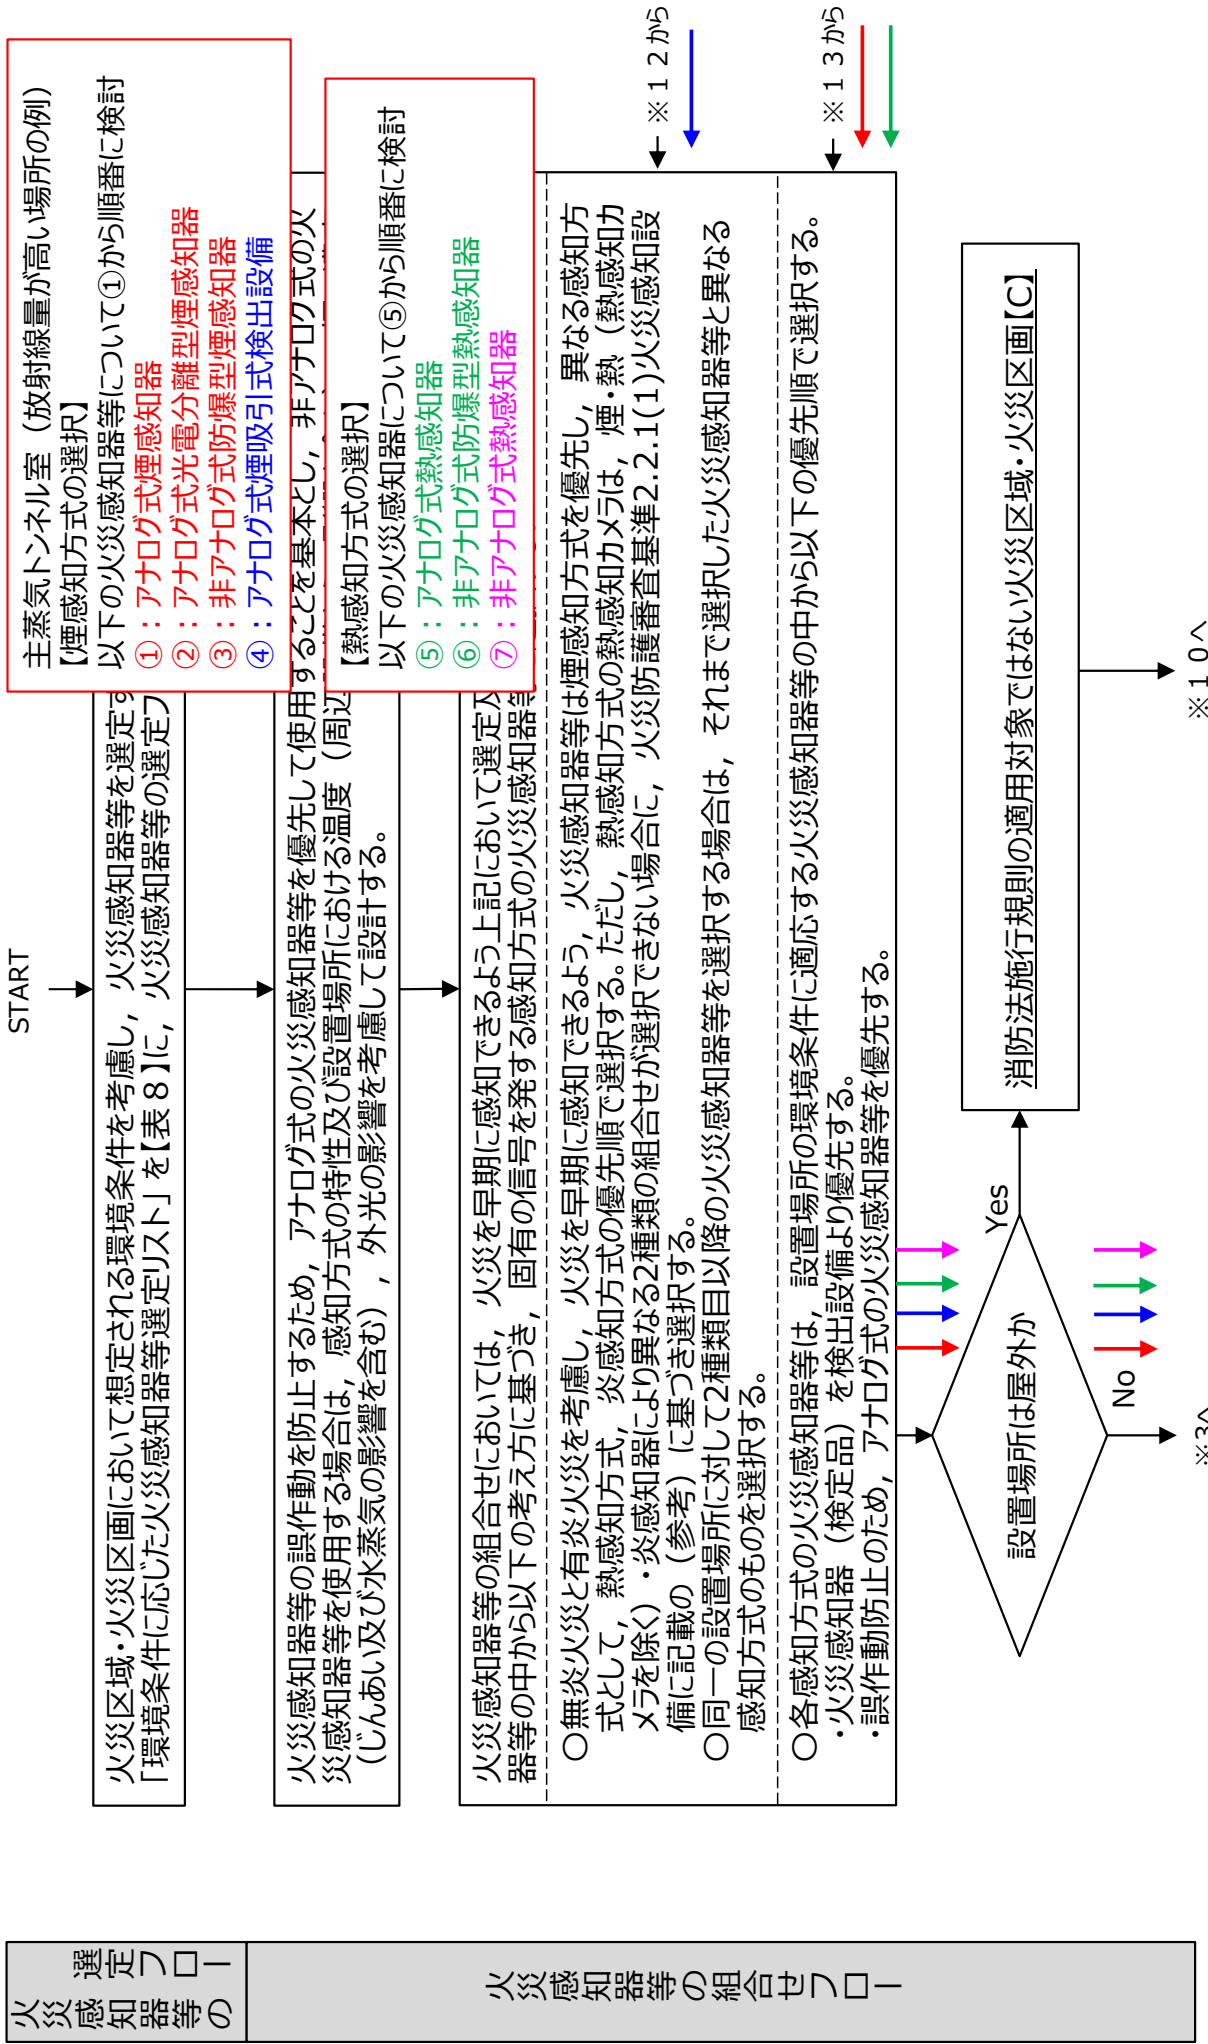 火災感知器等の
選定フロー
火災感知器等の組合せフロー
START
主蒸気トンネル室（放射線量が高い場所の例）
【煙感知方式の選択】
以下の火災感知器等について①から順番に検討
①：アナログ式煙感知器
②：アナログ式光電分離型煙感知器
③：非アナログ式防爆型煙感知器
④：アナログ式煙吸引式検出設備
火災区域・火災区画において想定される環境条件を考慮し，火災感知器等を選定す
「環境条件に応じた火災感知器等選定リスト」を【表８】に，火災感知器等の選定フ
火災感知器等の誤作動を防止するため，アナログ式の火災感知器等を優先して使用することを基本とし，非アナログ式の火
災感知器等を使用する場合は，感知方式の特性及び設置場所における温度（周辺
（じんあい及び水蒸気の影響を含む），外光の影響を考慮して設計する。
【熱感知方式の選択】
以下の火災感知器について⑤から順番に検討
⑤：アナログ式熱感知器
⑥：非アナログ式防爆型熱感知器
⑦：非アナログ式熱感知器
火災感知器等の組合せにおいては，火災を早期に感知できるよう上記において選定
器等の中から以下の考え方に基づき，固有の信号を発する感知方式の火災感知器等
〇無炎火災と有炎火災を考慮し，火災を早期に感知できるよう，火災感知器等は煙感知方式を優先し，異なる感知方
式として，熱感知方式，炎感知方式の優先順で選択する。ただし，熱感知方式の熱感知カメラは，煙・熱（熱感知カ
メラを除く）・炎感知器により異なる2種類の組合せが選択できない場合に，火災防護審査基準2.2.1(1)火災感知設
備に記載の（参考）に基づき選択する。
〇同一の設置場所に対して2種類目以降の火災感知器等を選択する場合は，それまで選択した火災感知器等と異なる
感知方式のものを選択する。
※１２から
〇各感知方式の火災感知器等は，設置場所の環境条件に適応する火災感知器等の中から以下の優先順で選択する。
・火災感知器（検定品）を検出設備より優先する。
・誤作動防止のため，アナログ式の火災感知器等を優先する。
※１３から
設置場所は屋外か
Yes
No
消防法施行規則の適用対象ではない火災区域・火災区画【C】
※１０へ
※3へ